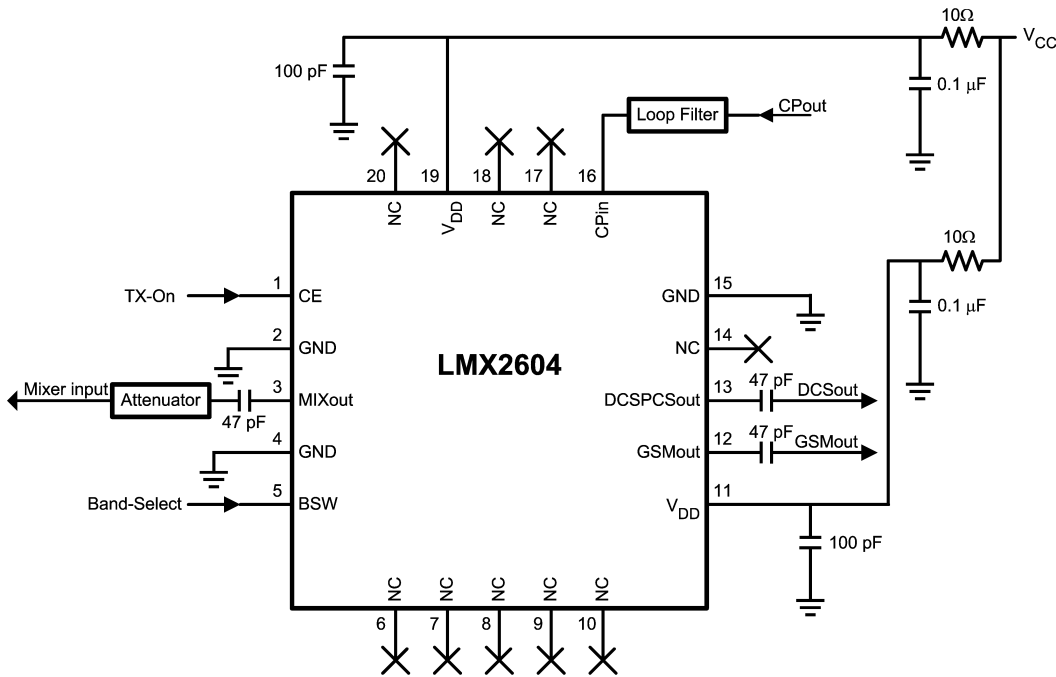 10Ω
V_CC
100 pF
0.1 µF
Loop Filter
CPout
20
19
18
17
16
NC
V_DD
NC
NC
CPin
10Ω
0.1 µF
TX-On
1
CE
GND
15
2
GND
NC
14
LMX2604
Mixer input
Attenuator
47 pF
3
MIXout
DCSPCSout
13
47 pF
DCSout
4
GND
GSMout
12
47 pF
GSMout
Band-Select
5
BSW
V_DD
11
100 pF
NC
NC
NC
NC
NC
6
7
8
9
10